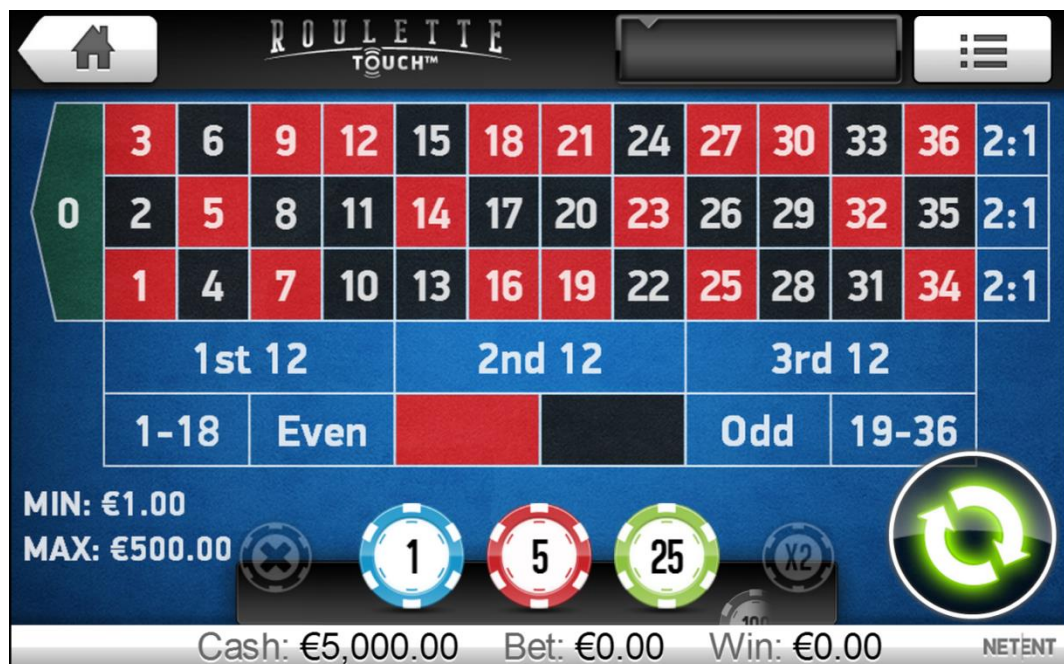 ROULETTE
TOUCH™
3 6 9 12 15 18 21 24 27 30 33 36 2:1
0 2 5 8 11 14 17 20 23 26 29 32 35 2:1
1 4 7 10 13 16 19 22 25 28 31 34 2:1
1st 12 2nd 12 3rd 12
1-18 Even Odd 19-36
MIN: €1.00
MAX: €500.00
1 5 25 X2
100
Cash: €5,000.00 Bet: €0.00 Win: €0.00 NETENT